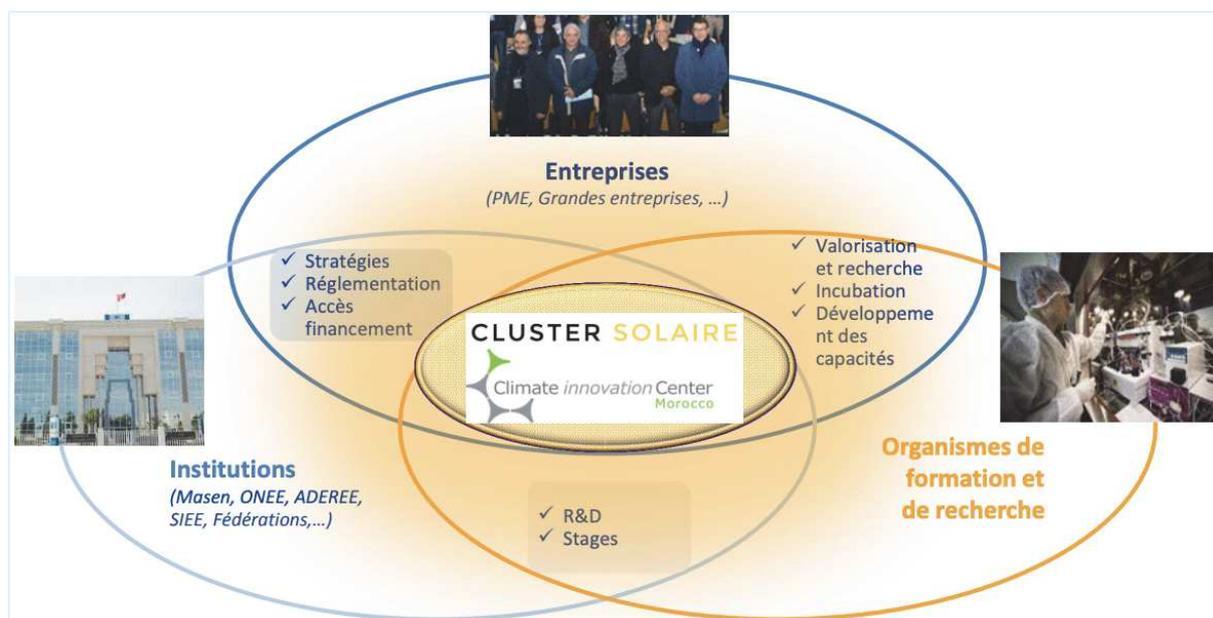 Entreprises
(PME, Grandes entreprises, ...)
✓ Stratégies
✓ Réglementation
✓ Accès
financement
✓ Valorisation
et recherche
✓ Incubation
✓ Développeme
nt des
capacités
CLUSTER SOLAIRE
Climate innovation Center
Morocco
Institutions
(Masen, ONEE, ADEREE,
SIEE, Fédérations,...)
Organismes de
formation et
de recherche
✓ R&D
✓ Stages